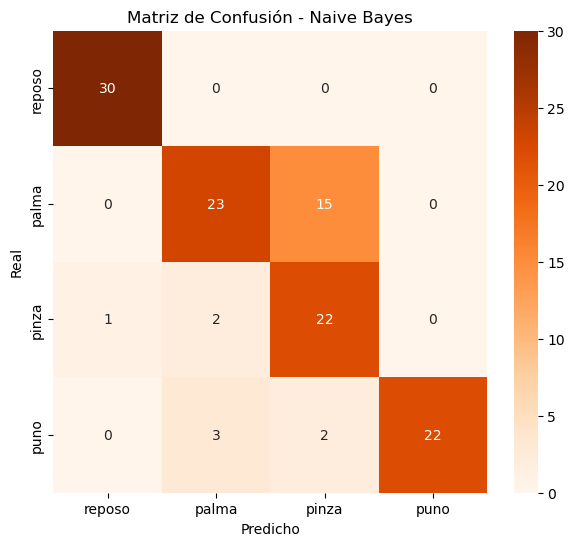 Matriz de Confusión - Naive Bayes
reposo 30 0 0 0
palma 0 23 15 0
pinza 1 2 22 0
puno 0 3 2 22
reposo palma pinza puno
Real
Predicho
30
25
20
15
10
5
0